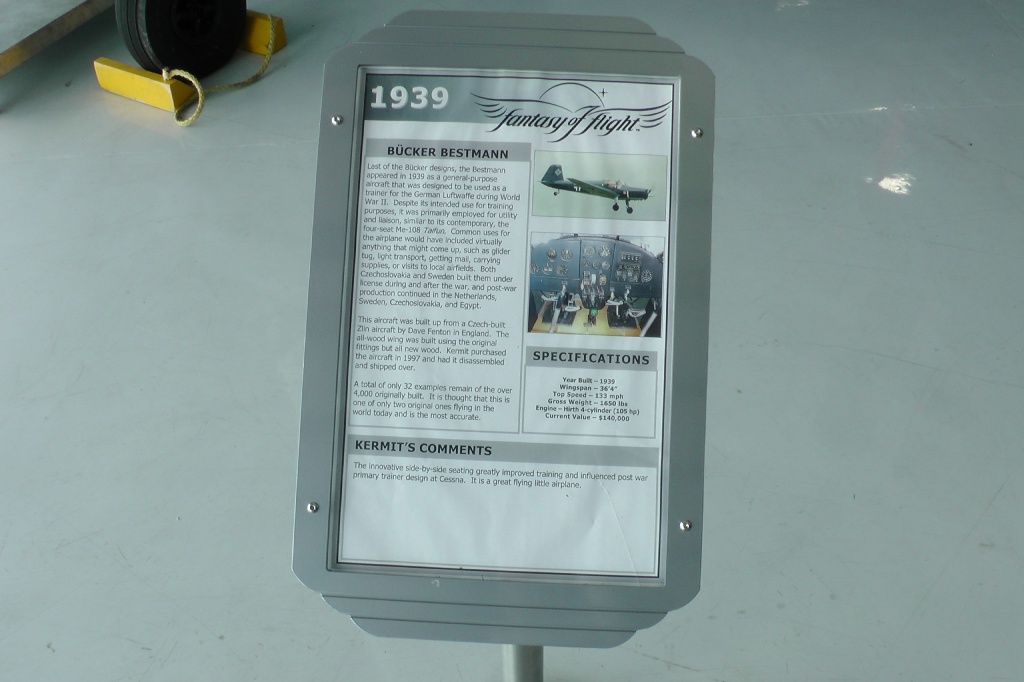 1939
fantasy of flight
BÜCKER BESTMANN
Last of the Bücker designs, the Bestmann
appeared in 1939 as a general-purpose
aircraft that was designed to be used as a
trainer for the German Luftwaffe during World
War II. Despite its intended use for training
purposes, it was primarily employed for utility
and liaison, similar to its contemporary, the
four-seat Me-108 Taifun. Common uses for
the airplane would have included virtually
anything that might come up, such as glider
tug, light transport, getting mail, carrying
supplies, or visits to local airfields. Both
Czechoslovakia and Sweden built them under
license during and after the war, and post-war
production continued in the Netherlands,
Sweden, Czechoslovakia, and Egypt.
This aircraft was built up from a Czech-built
Zlin aircraft by Dave Fenton in England. The
all-wood wing was built using the original
fittings but all new wood. Kermit purchased
the aircraft in 1997 and had it disassembled
and shipped over.
A total of only 32 examples remain of the over
4,000 originally built. It is thought that this is
one of only two original ones flying in the
world today and is the most accurate.
SPECIFICATIONS
Year Built – 1939
Wingspan – 36'4"
Top Speed – 133 mph
Gross Weight – 1650 lbs
Engine – Hirth 4-cylinder (105 hp)
Current Value – $140,000
KERMIT'S COMMENTS
The innovative side-by-side seating greatly improved training and influenced post war
primary trainer design at Cessna. It is a great flying little airplane.